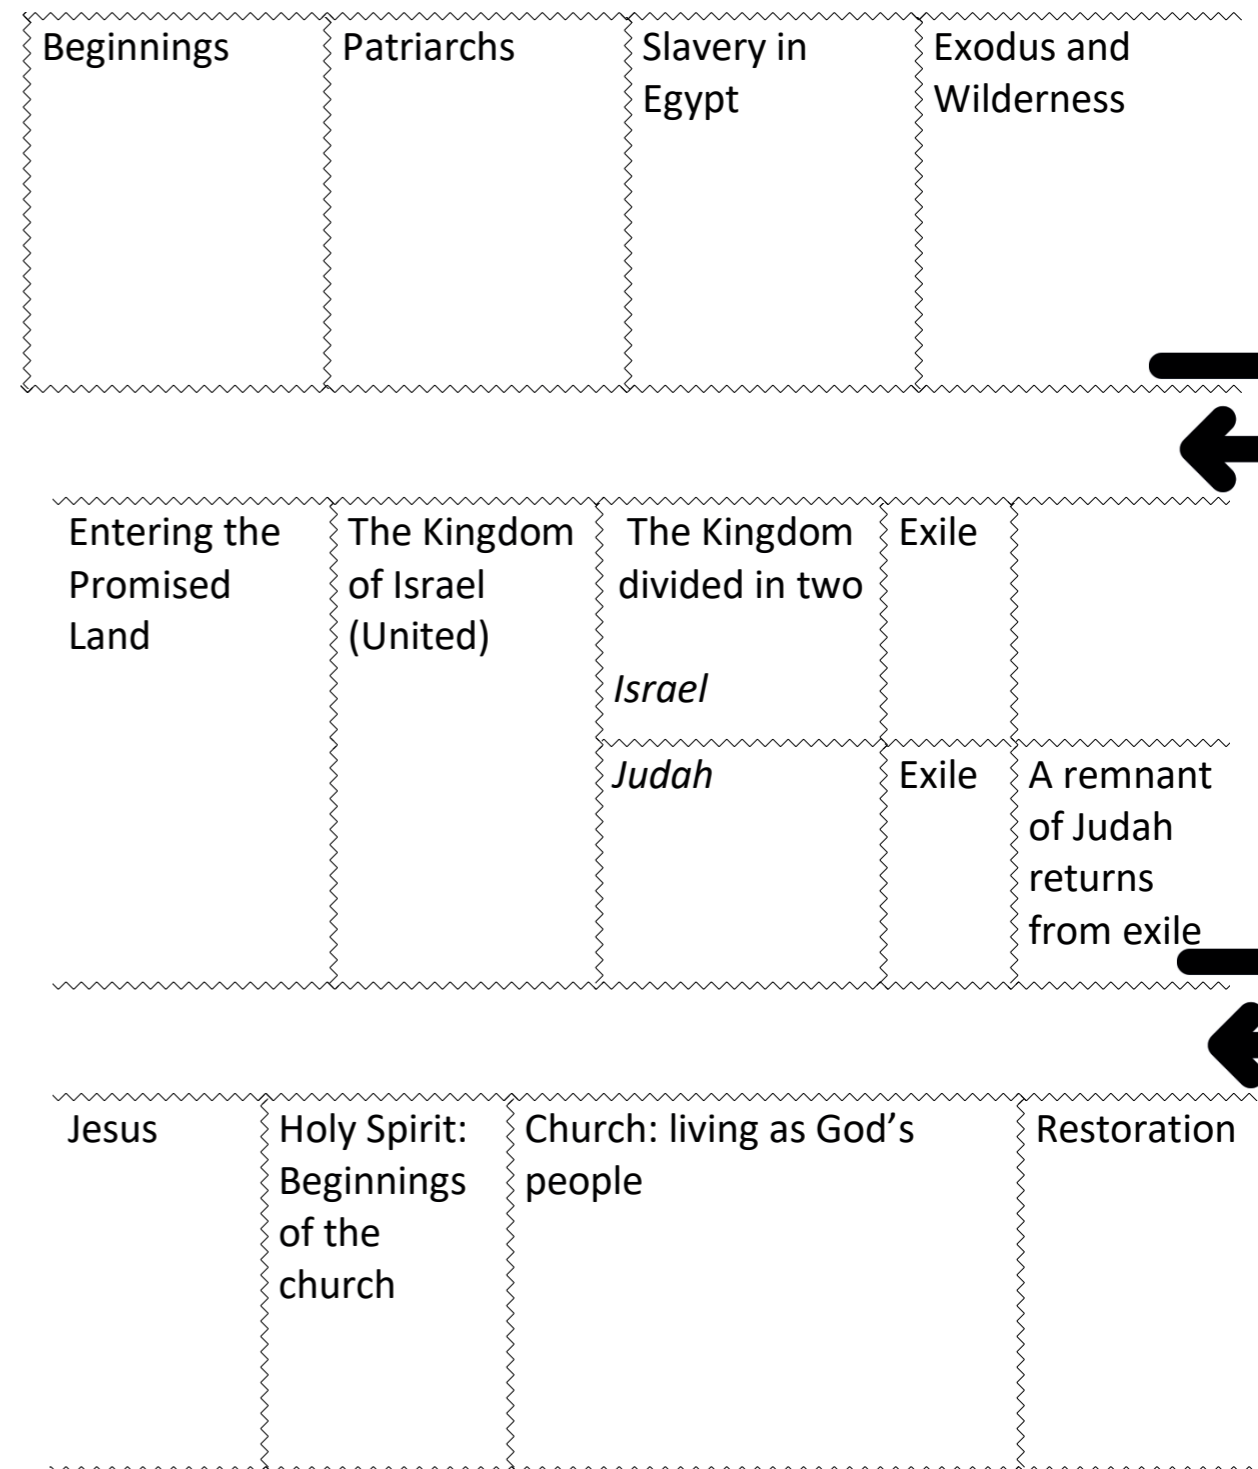 Beginnings
Patriarchs
Slavery in
Egypt
Exodus and
Wilderness
Entering the
Promised
Land
The Kingdom
of Israel
(United)
The Kingdom
divided in two
Israel
Exile
Judah
Exile
A remnant
of Judah
returns
from exile
Jesus
Holy Spirit:
Beginnings
of the
church
Church: living as God’s
people
Restoration